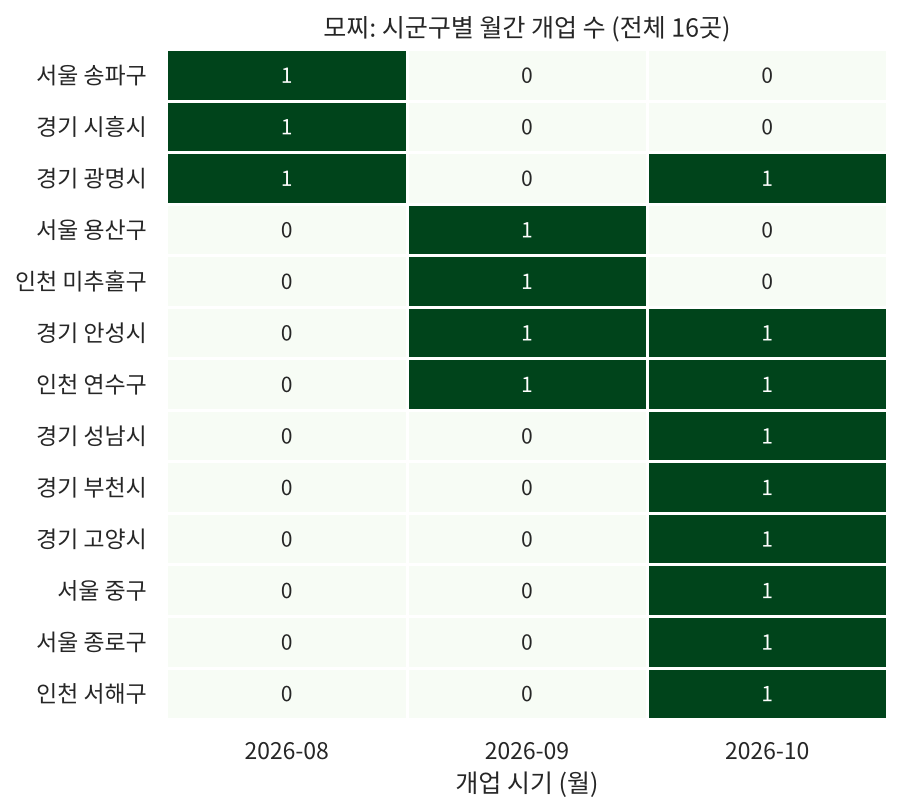 모찌: 시군구별 월간 개업 수 (전체 16곳)
서울 송파구 1 0 0
경기 시흥시 1 0 0
경기 광명시 1 0 1
서울 용산구 0 1 0
인천 미추홀구 0 1 0
경기 안성시 0 1 1
인천 연수구 0 1 1
경기 성남시 0 0 1
경기 부천시 0 0 1
경기 고양시 0 0 1
서울 중구 0 0 1
서울 종로구 0 0 1
인천 서해구 0 0 1
2026-08 2026-09 2026-10
개업 시기 (월)